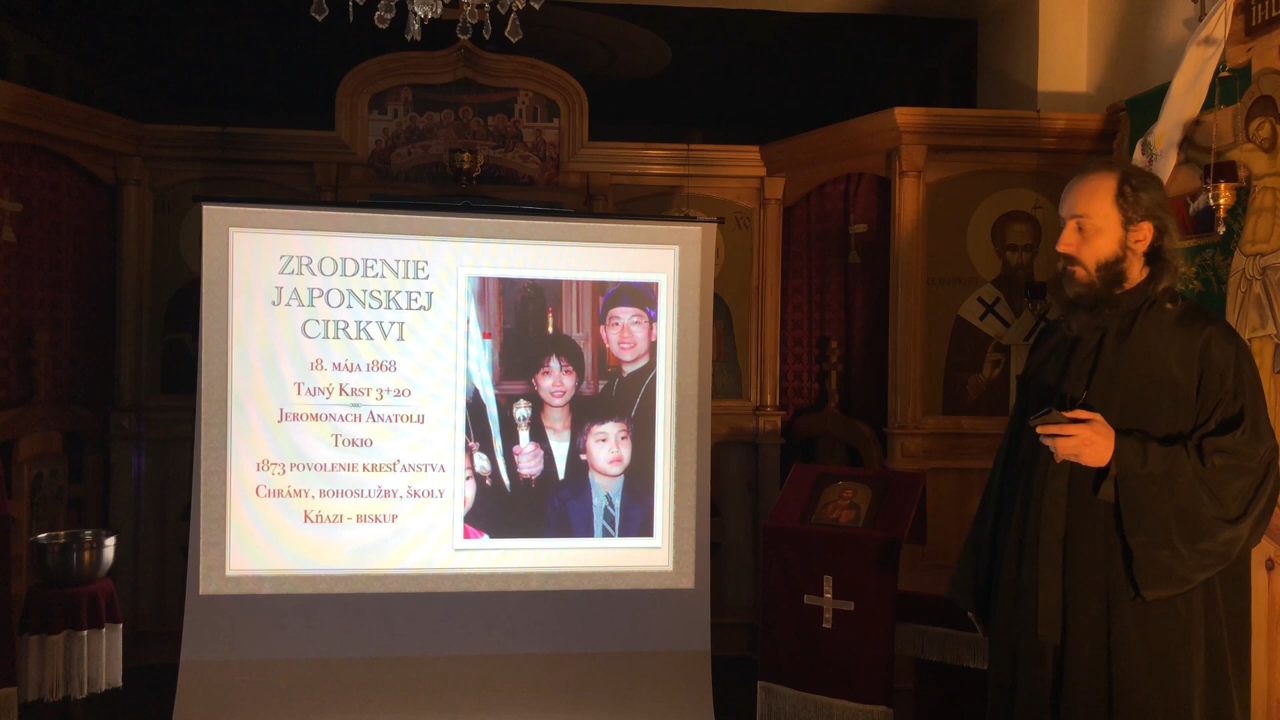 ZRODENIE
JAPONSKEJ
CIRKVI
18. MÁJA 1868
TAJNÝ KRST 3+20
JEROMONACH ANATOLIJ
TOKIO
1873 POVOLENIE KRESŤANSTVA
CHRÁMY, BOHOSLUŽBY, ŠKOLY
KŃAZI - BISKUP